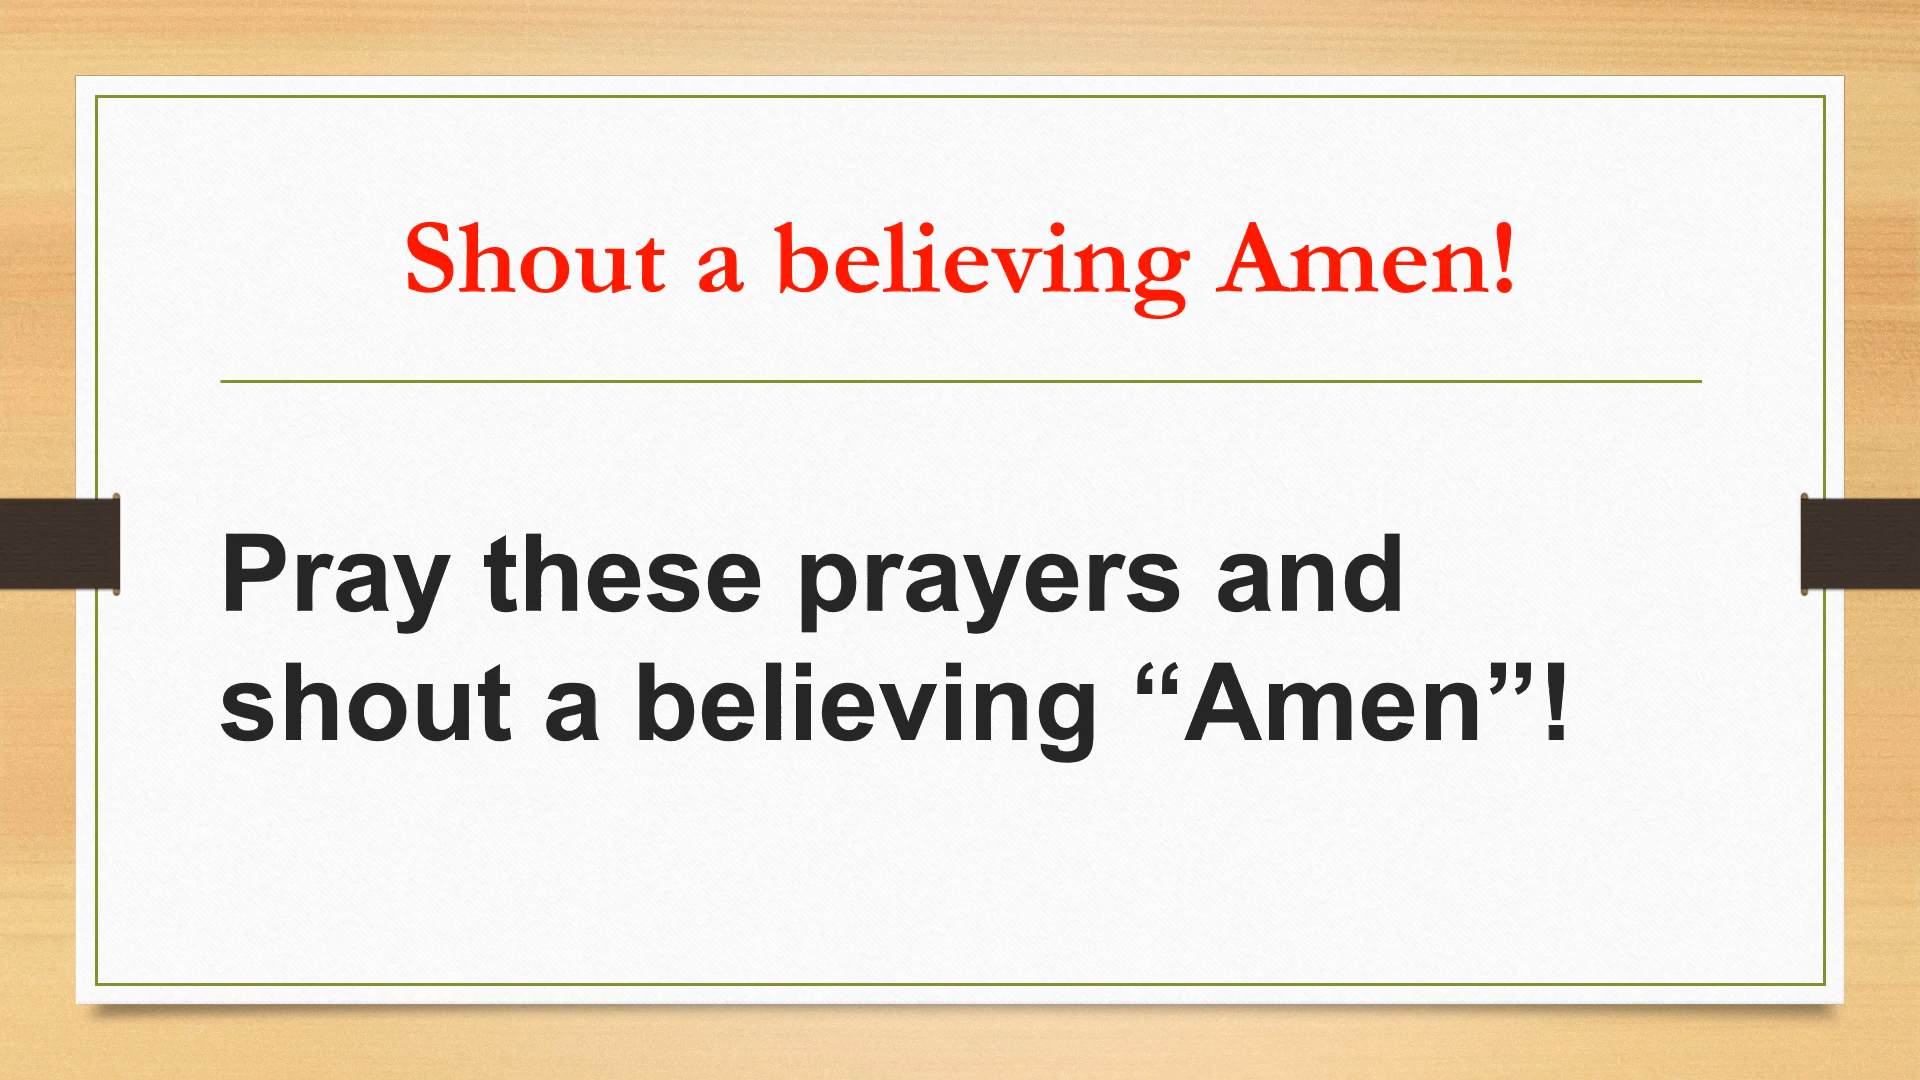 Shout a believing Amen!
Pray these prayers and
shout a believing “Amen”!